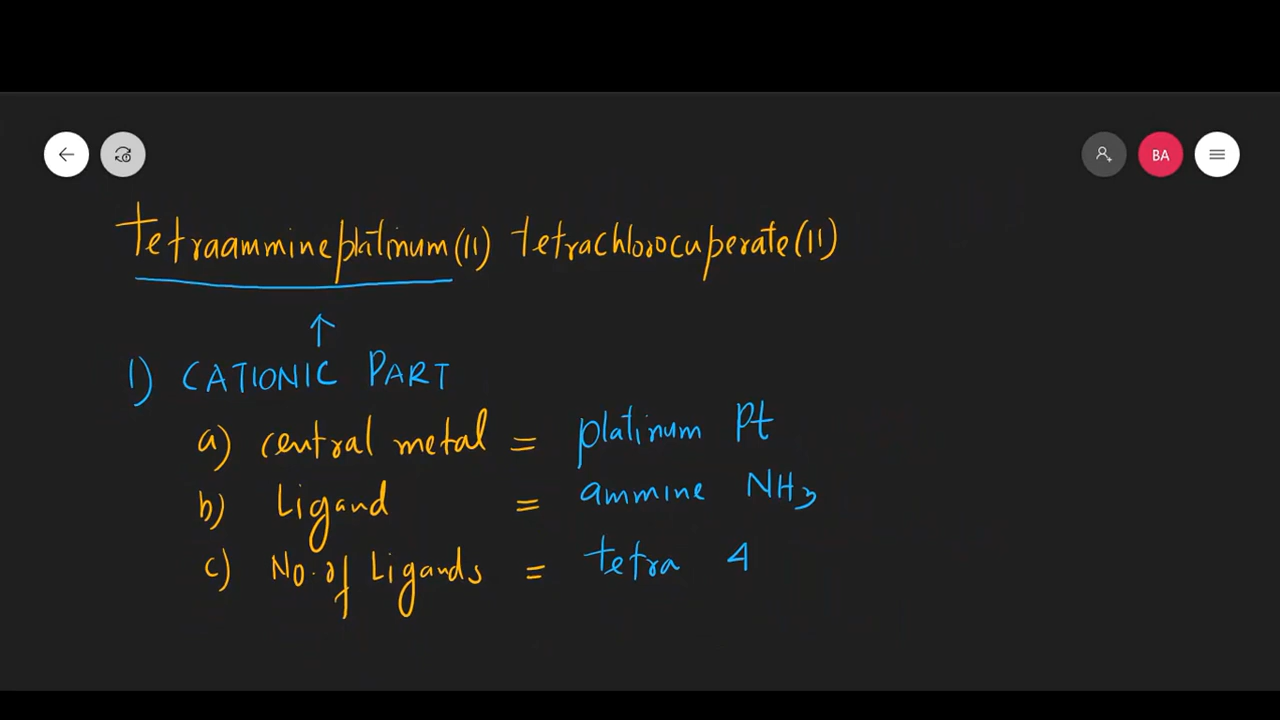 BA
Tetraammineplatinum(II) tetrachlorocuperate(II)
↑
1) CATIONIC PART
a) central metal = platinum Pt
b) Ligand = ammine NH3
c) No. of Ligands = tetra 4